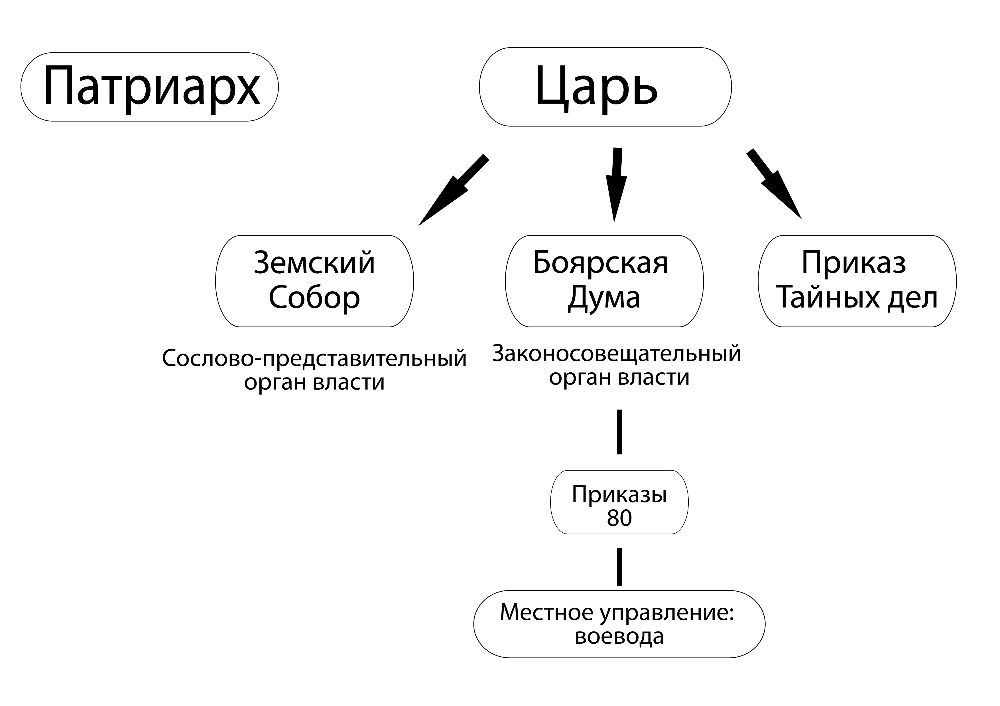 Патриарх
Царь
Земский
Собор
Боярская
Дума
Приказ
Тайных дел
Сослово-представительный
орган власти
Законосовещательный
орган власти
Приказы
80
Местное управление:
воевода